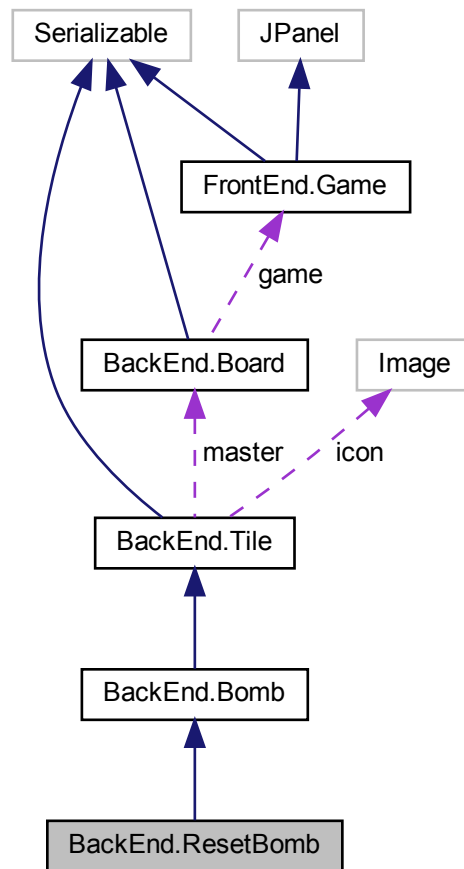 Serializable
JPanel
FrontEnd.Game
game
BackEnd.Board
Image
master
icon
BackEnd.Tile
BackEnd.Bomb
BackEnd.ResetBomb